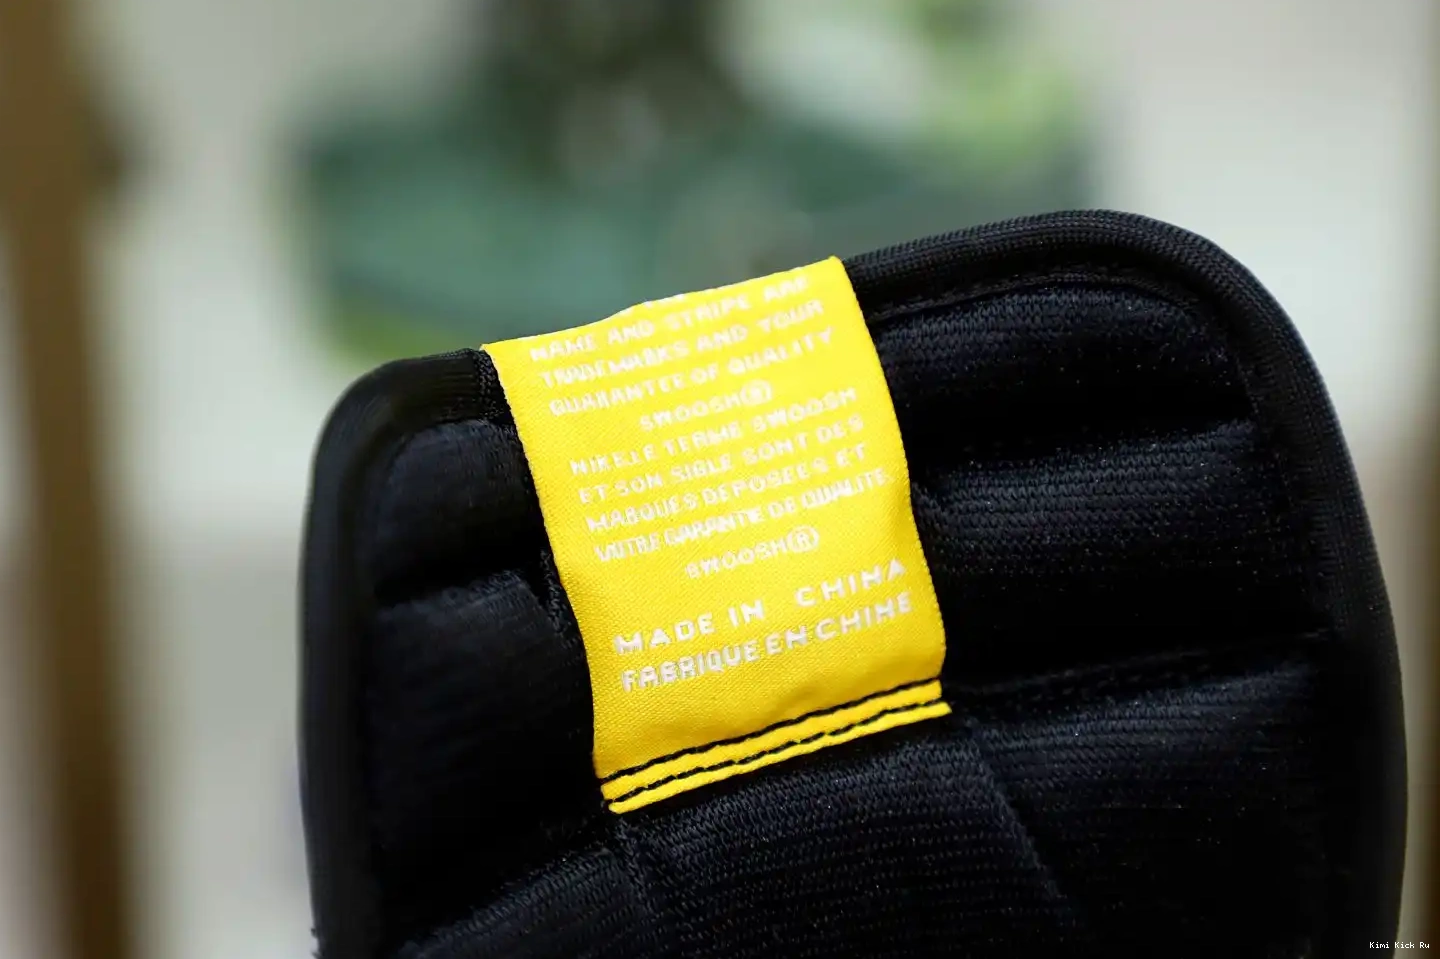 NAME AND STRIPE ARE
TRADEMARKS AND YOUR
GUARANTEE OF QUALITY
SWOOSH®
NIKE LE TERME SWOOSH
ET SON SIGLE SONT DES
MARQUES DEPOSEES ET
VOTRE GARANTIE DE QUALITE.
SWOOSH®
MADE IN CHINA
FABRIQUE EN CHINE
Kimi Kick Ru